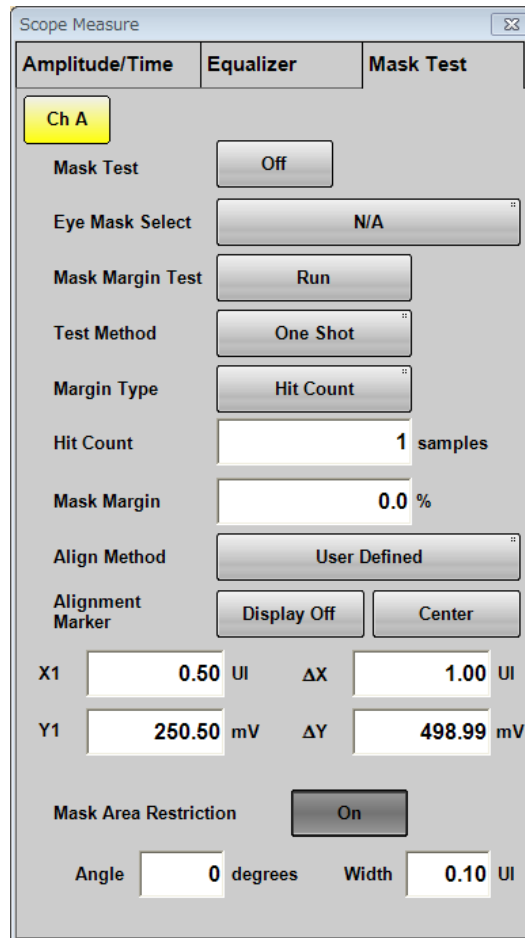 Scope Measure
Amplitude/Time Equalizer Mask Test
Ch A
Mask Test Off
Eye Mask Select N/A
Mask Margin Test Run
Test Method One Shot
Margin Type Hit Count
Hit Count 1 samples
Mask Margin 0.0 %
Align Method User Defined
Alignment
Marker Display Off Center
X1 0.50 UI ΔX 1.00 UI
Y1 250.50 mV ΔY 498.99 mV
Mask Area Restriction On
Angle 0 degrees Width 0.10 UI